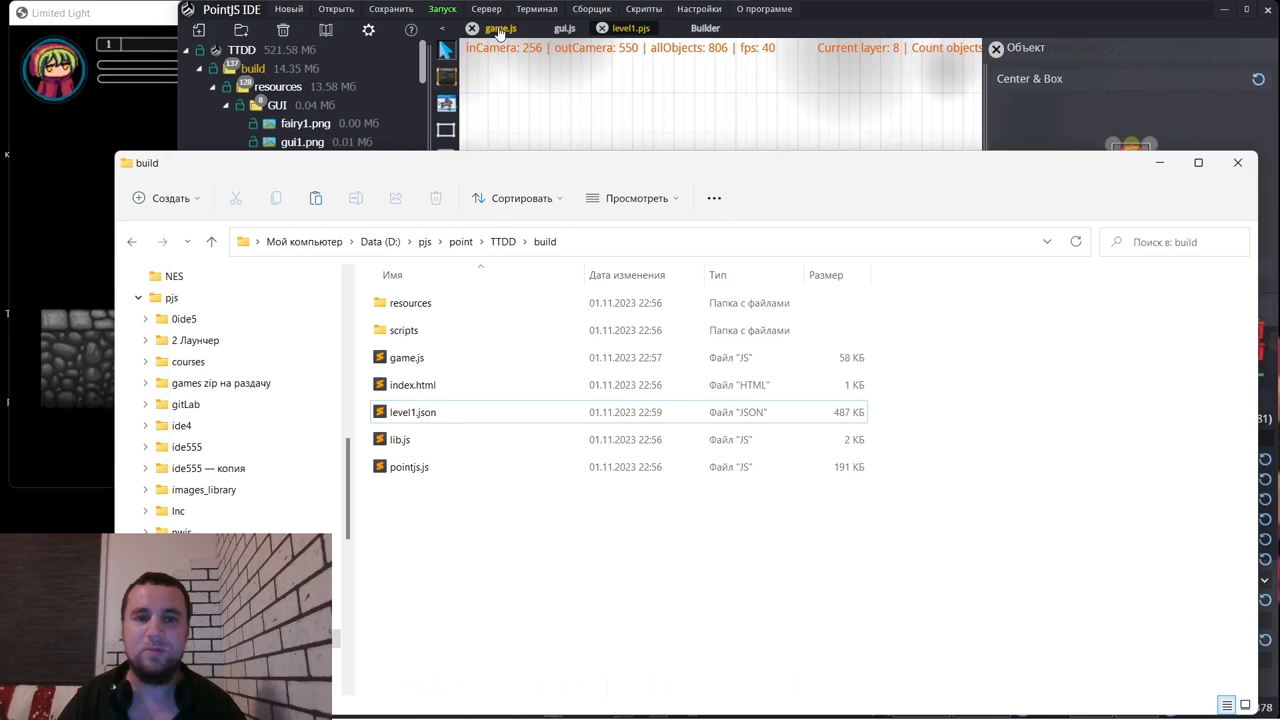 Limited Light
1
PointJS IDE
Новый
Открыть
Сохранить
Запуск
Сервер
Терминал
Сборщик
Скрипты
Настройки
О программе
<
game.js
gui.js
level1.pjs
Builder
TTDD 521.58 Мб
137
build 14.35 Мб
128
resources 13.58 Мб
8
GUI 0.04 Мб
fairy1.png 0.00 Мб
gui1.png 0.01 Мб
inCamera: 256 | outCamera: 550 | allObjects: 806 | fps: 40
Current layer: 8 | Count objects
Объект
Center & Box
build
Создать
Сортировать
Просмотреть
Мой компьютер > Data (D:) > pjs > point > TTDD > build
Поиск в: build
NES
pjs
0ide5
2 Лаунчер
courses
games zip на раздачу
gitLab
ide4
ide555
ide555 — копия
images_library
Inc
Имя
Дата изменения
Тип
Размер
resources 01.11.2023 22:56 Папка с файлами
scripts 01.11.2023 22:56 Папка с файлами
game.js 01.11.2023 22:57 Файл "JS" 58 КБ
index.html 01.11.2023 22:56 Файл "HTML" 1 КБ
level1.json 01.11.2023 22:59 Файл "JSON" 487 КБ
lib.js 01.11.2023 22:56 Файл "JS" 2 КБ
pointjs.js 01.11.2023 22:56 Файл "JS" 191 КБ